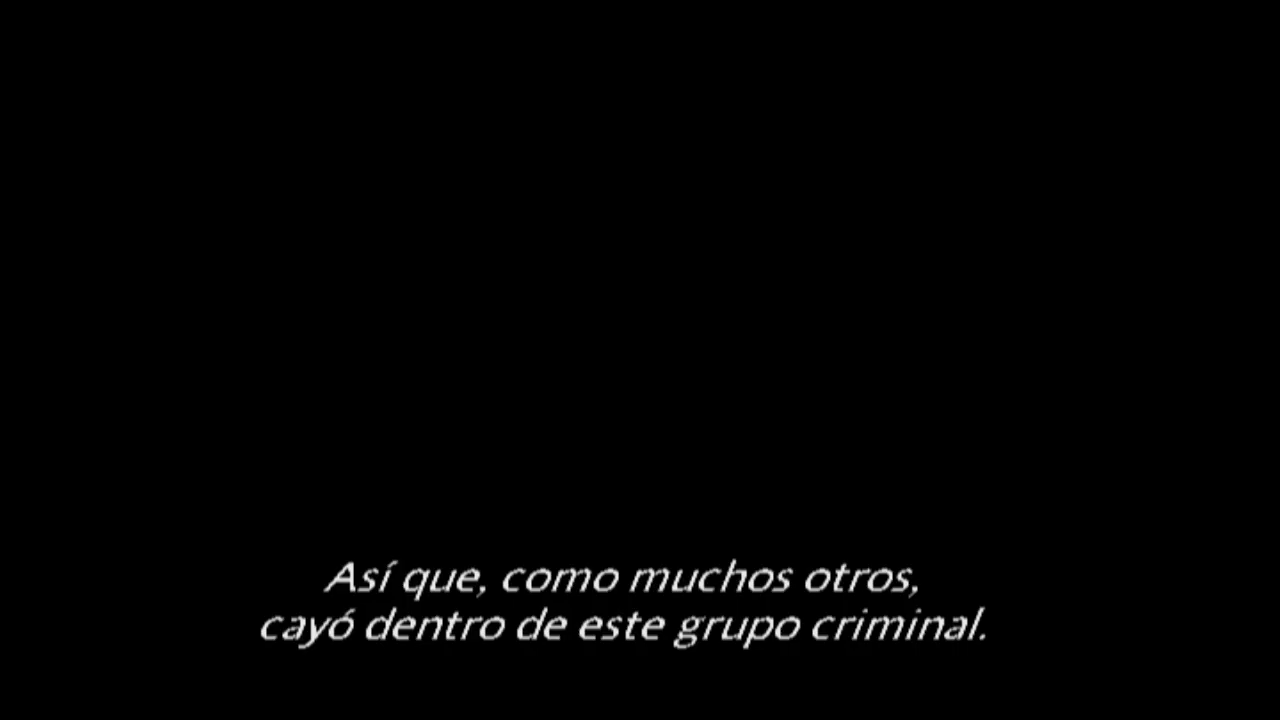 Así que, como muchos otros,
cayó dentro de este grupo criminal.